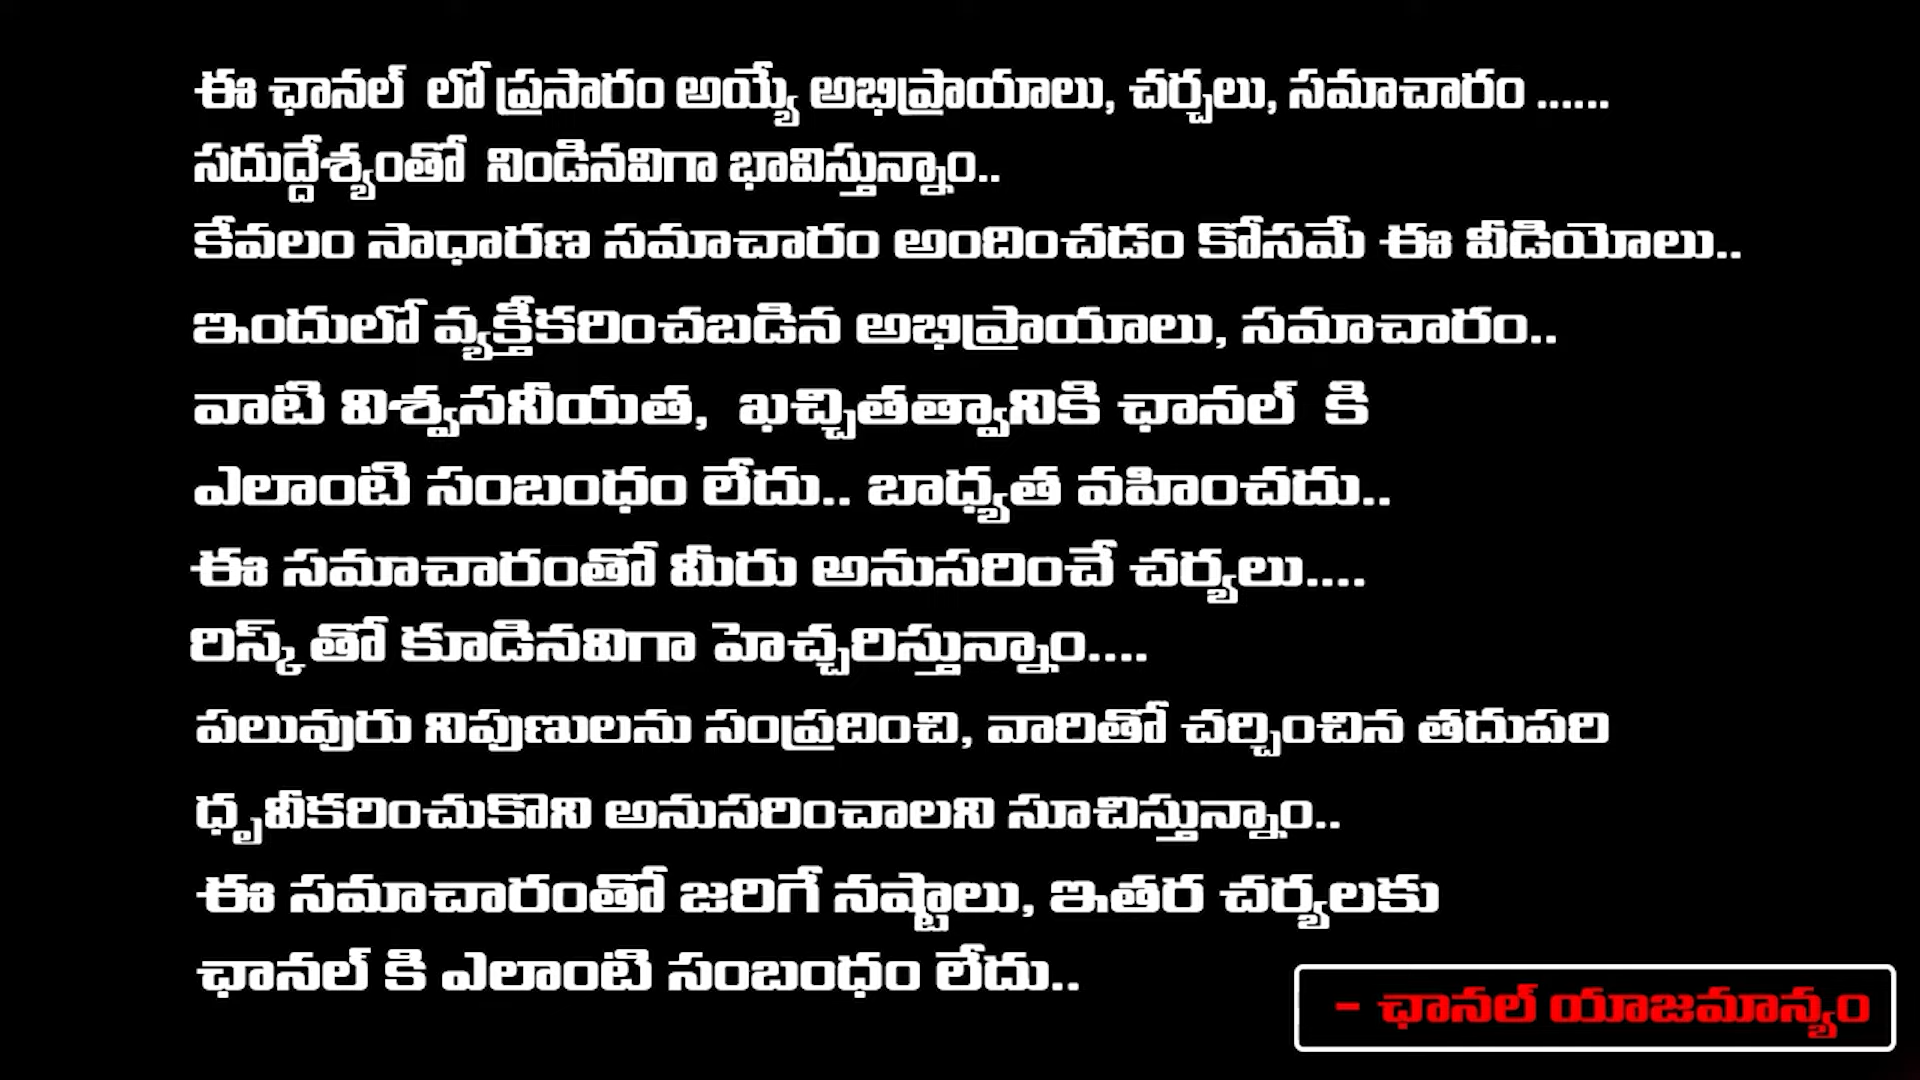 ఈ ఛానల్ లో ప్రసారం అయ్యే అభిప్రాయాలు, చర్చలు, సమాచారం ......
సదుద్దేశ్యంతో నిండినవిగా భావిస్తున్నాం..
కేవలం సాధారణ సమాచారం అందించడం కోసమే ఈ వీడియోలు..
ఇందులో వ్యక్తీకరించబడిన అభిప్రాయాలు, సమాచారం..
వాటి విశ్వసనీయత, ఖచ్చితత్వానికి ఛానల్ కి
ఎలాంటి సంబంధం లేదు.. బాధ్యత వహించదు..
ఈ సమాచారంతో మీరు అనుసరించే చర్యలు....
రిస్క్ తో కూడినవిగా హెచ్చరిస్తున్నాం....
పలువురు నిపుణులను సంప్రదించి, వారితో చర్చించిన తదుపరి
ధృవీకరించుకొని అనుసరించాలని సూచిస్తున్నాం..
ఈ సమాచారంతో జరిగే నష్టాలు, ఇతర చర్యలకు
ఛానల్ కి ఎలాంటి సంబంధం లేదు..
- ఛానల్ యాజమాన్యం